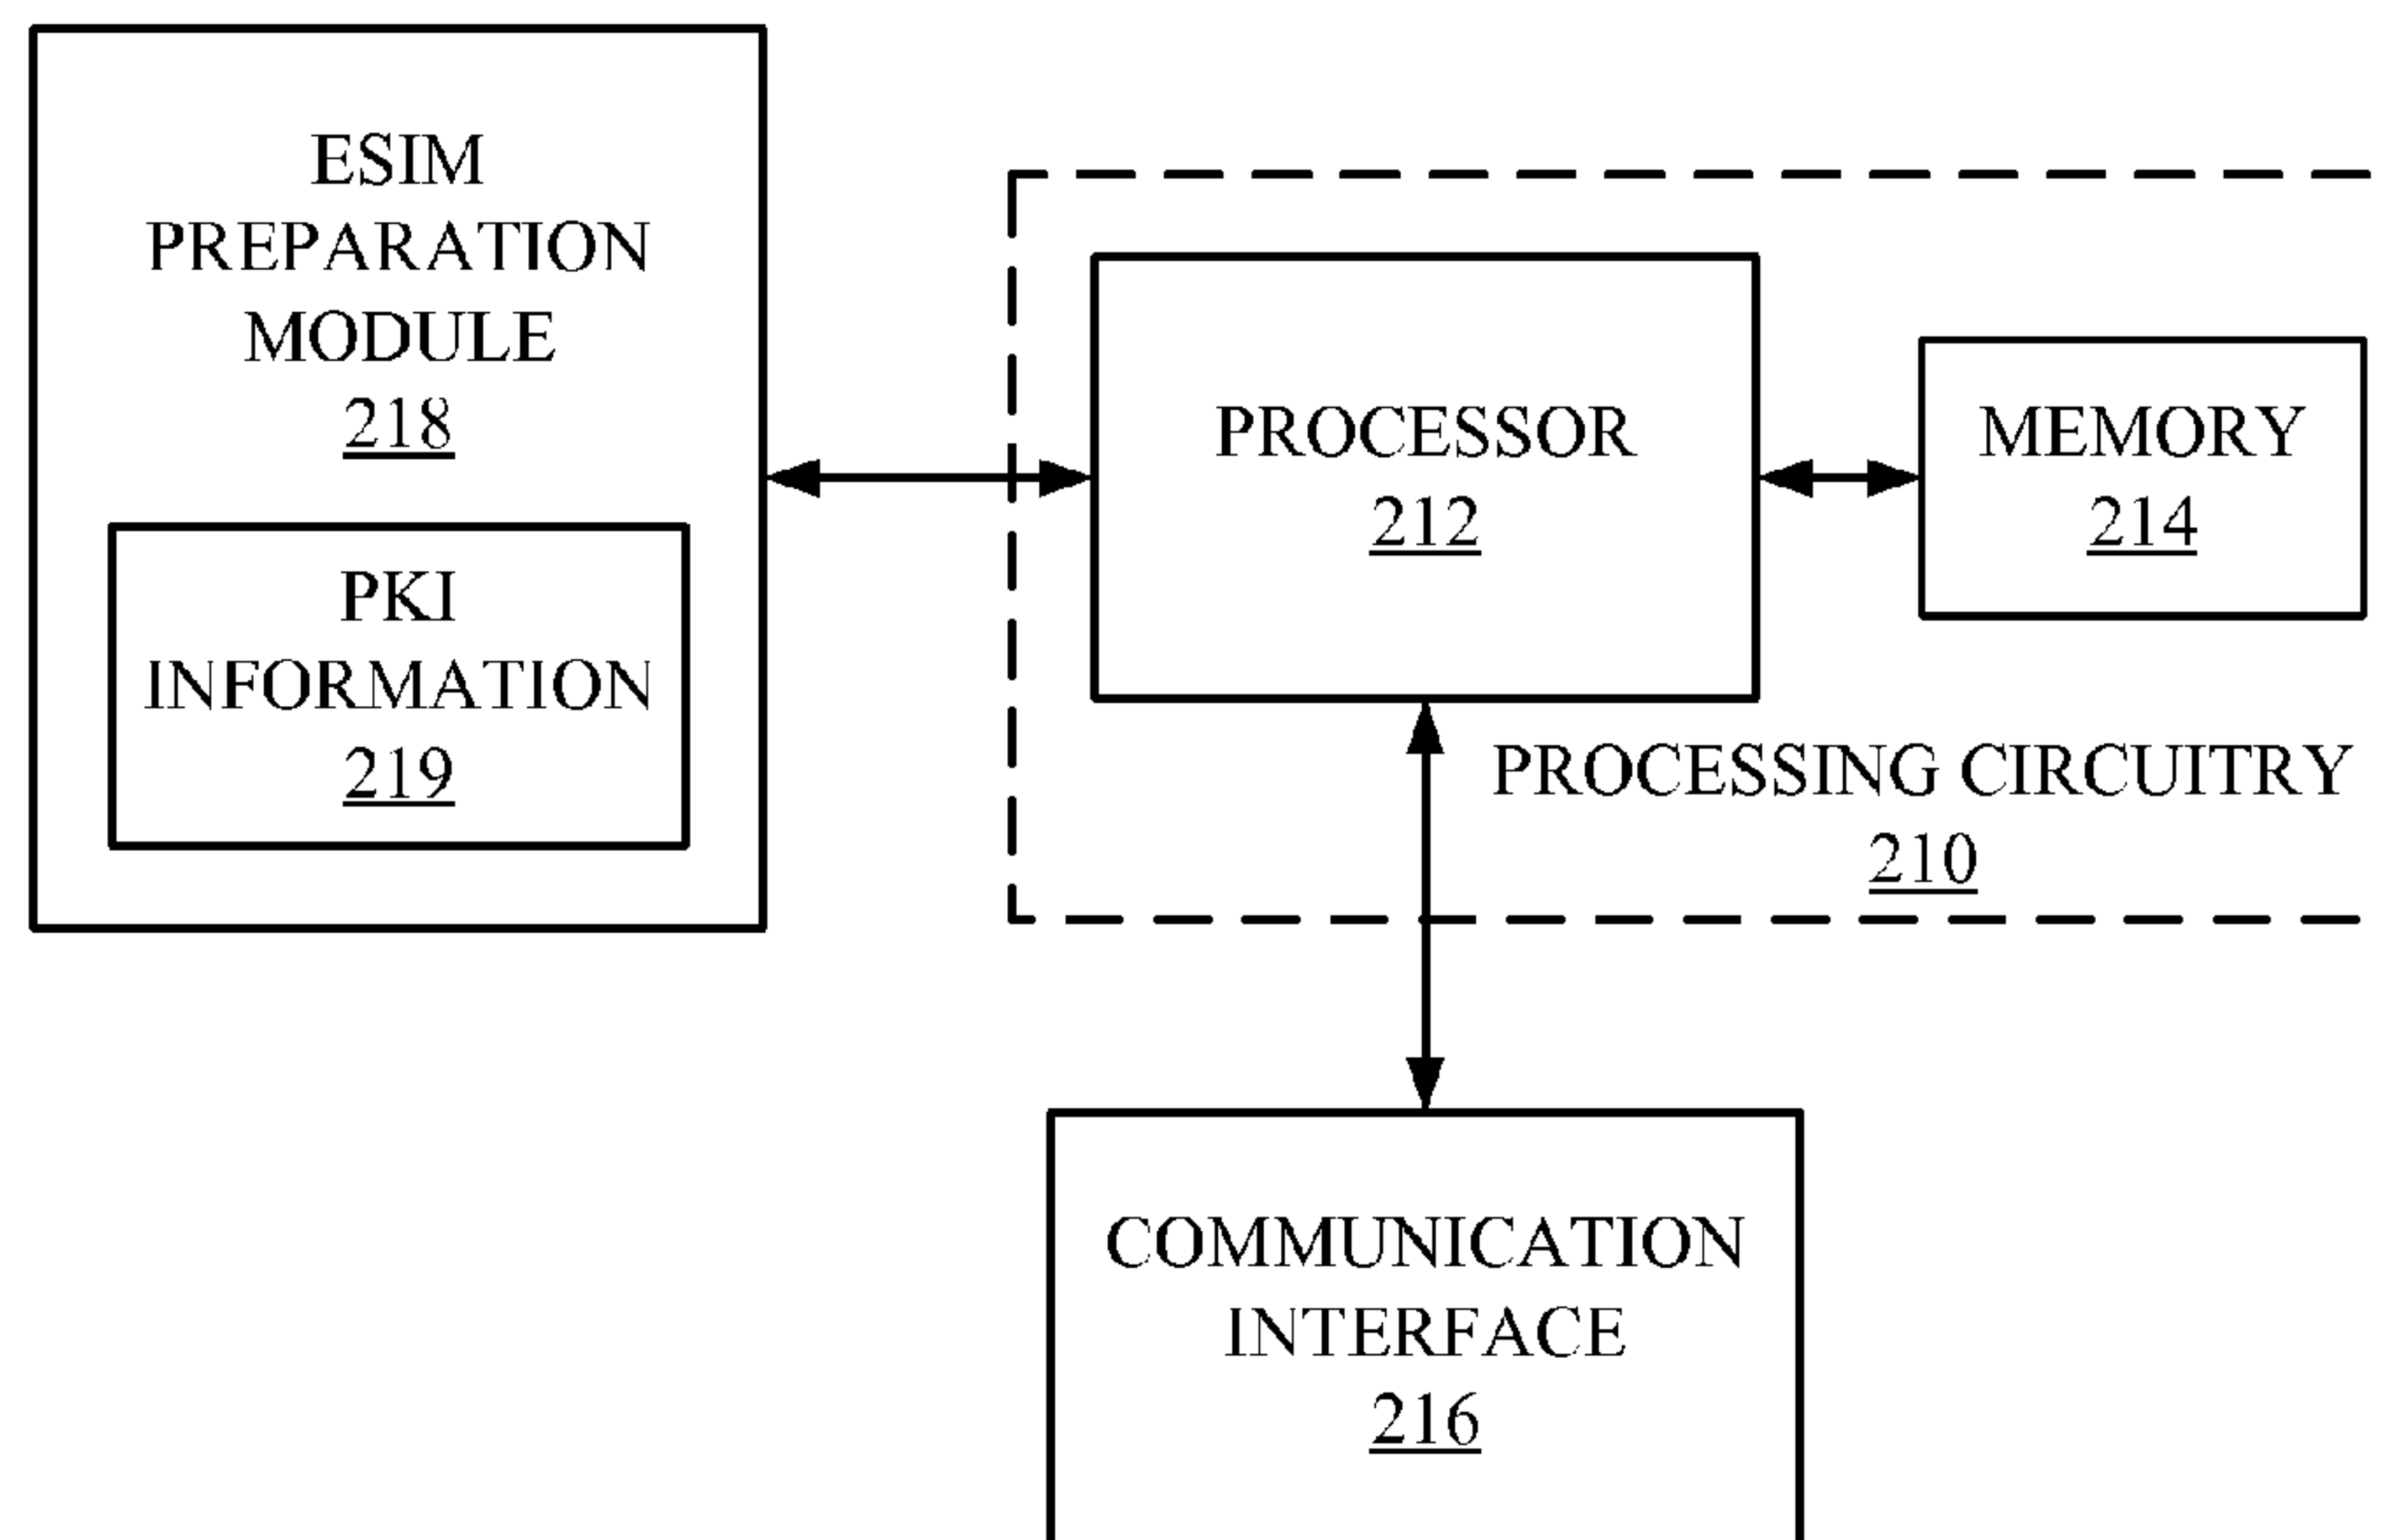 ESIM
PREPARATION
MODULE
218
PKI
INFORMATION
219
PROCESSOR
212
MEMORY
214
PROCESSING CIRCUITRY
210
COMMUNICATION
INTERFACE
216